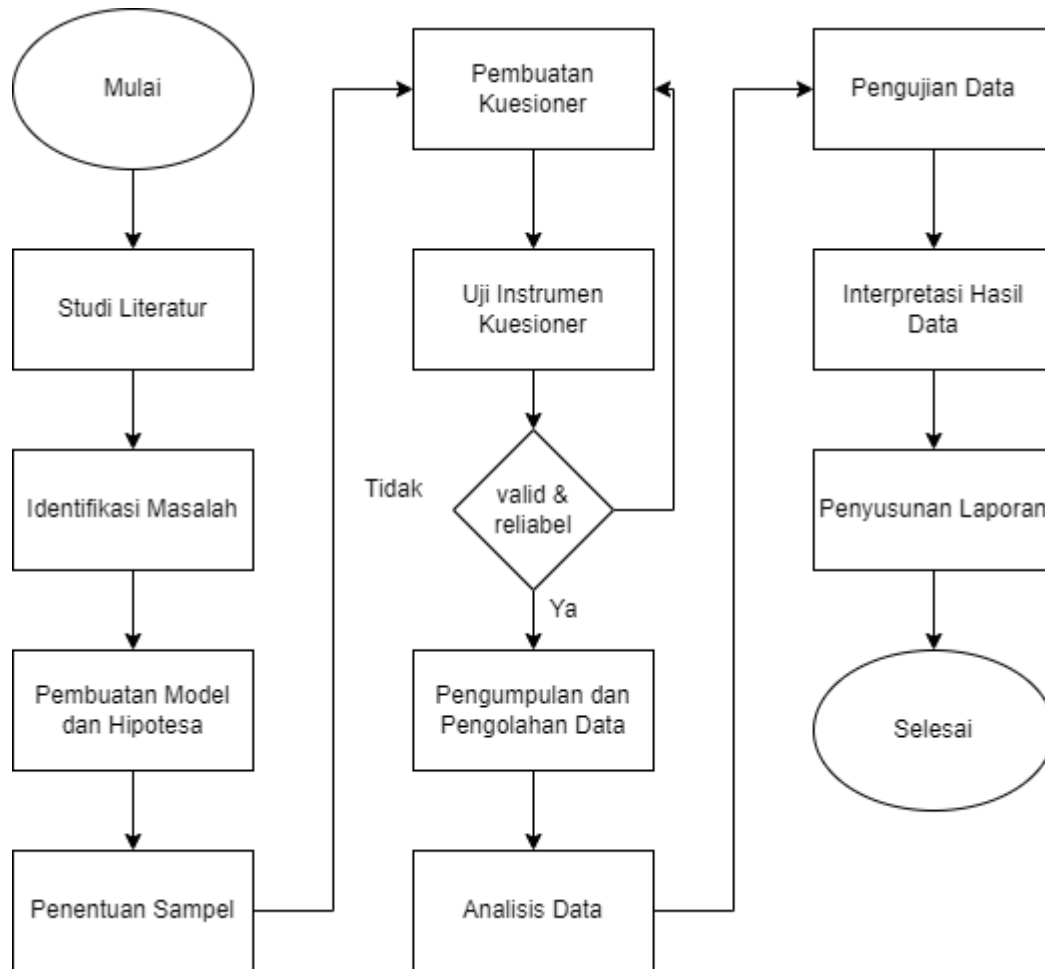 Mulai
Studi Literatur
Identifikasi Masalah
Pembuatan Model
dan Hipotesa
Penentuan Sampel
Pembuatan
Kuesioner
Uji Instrumen
Kuesioner
valid &
reliabel
Tidak
Ya
Pengumpulan dan
Pengolahan Data
Analisis Data
Pengujian Data
Interpretasi Hasil
Data
Penyusunan Laporan
Selesai